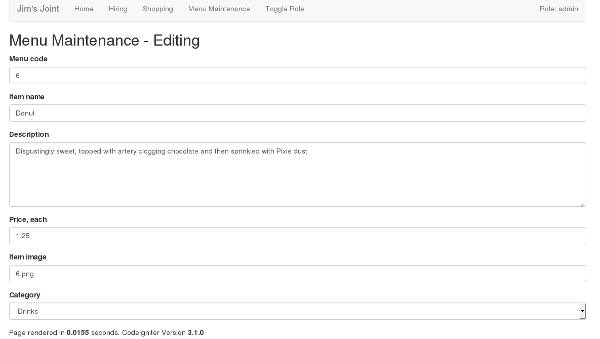 Jim's Joint Home Hiring Shopping Menu Maintenance Toggle Role Role: admin
Menu Maintenance - Editing
Menu code
6
Item name
Donut
Description
Disgustingly sweet, topped with artery clogging chocolate and then sprinkled with Pixie dust
Price, each
1.25
Item image
6.png
Category
Drinks
Page rendered in 0.0155 seconds. CodeIgniter Version 3.1.0